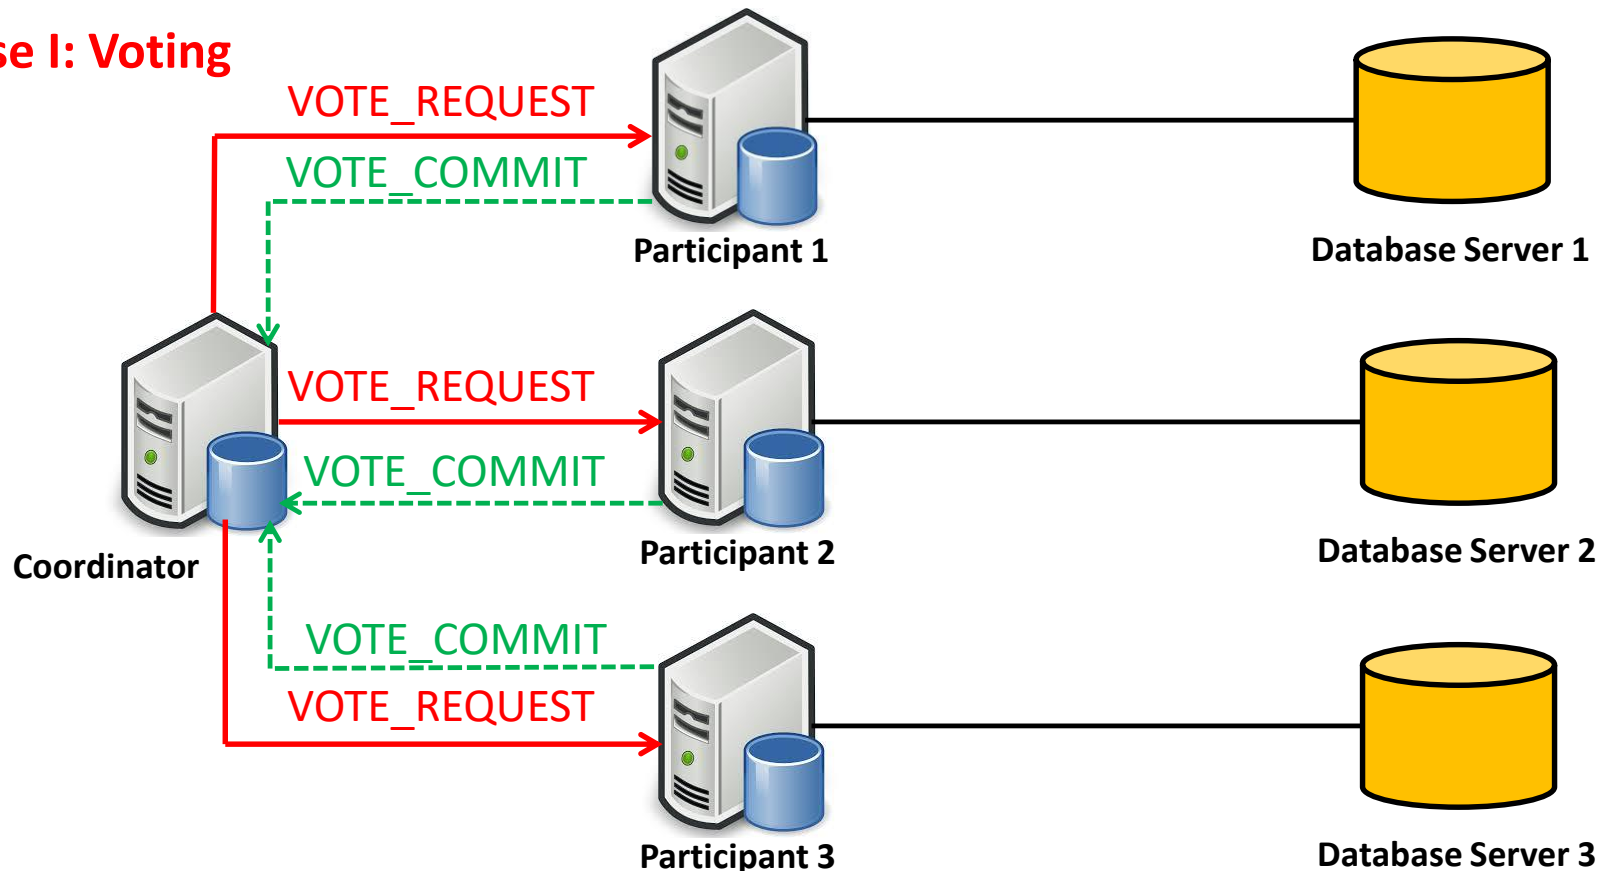 se I: Voting
VOTE_REQUEST
VOTE_COMMIT
Participant 1
Database Server 1
VOTE_REQUEST
VOTE_COMMIT
Coordinator
Participant 2
Database Server 2
VOTE_COMMIT
VOTE_REQUEST
Participant 3
Database Server 3